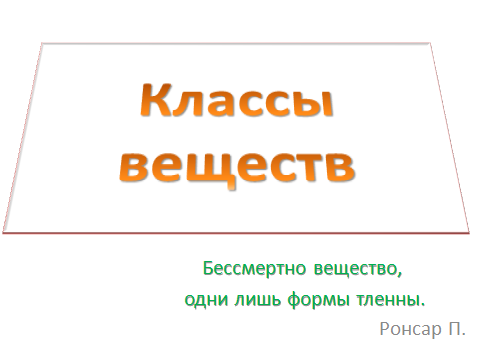 Классы
веществ
Бессмертно вещество,
одни лишь формы тленны.
Ронсар П.